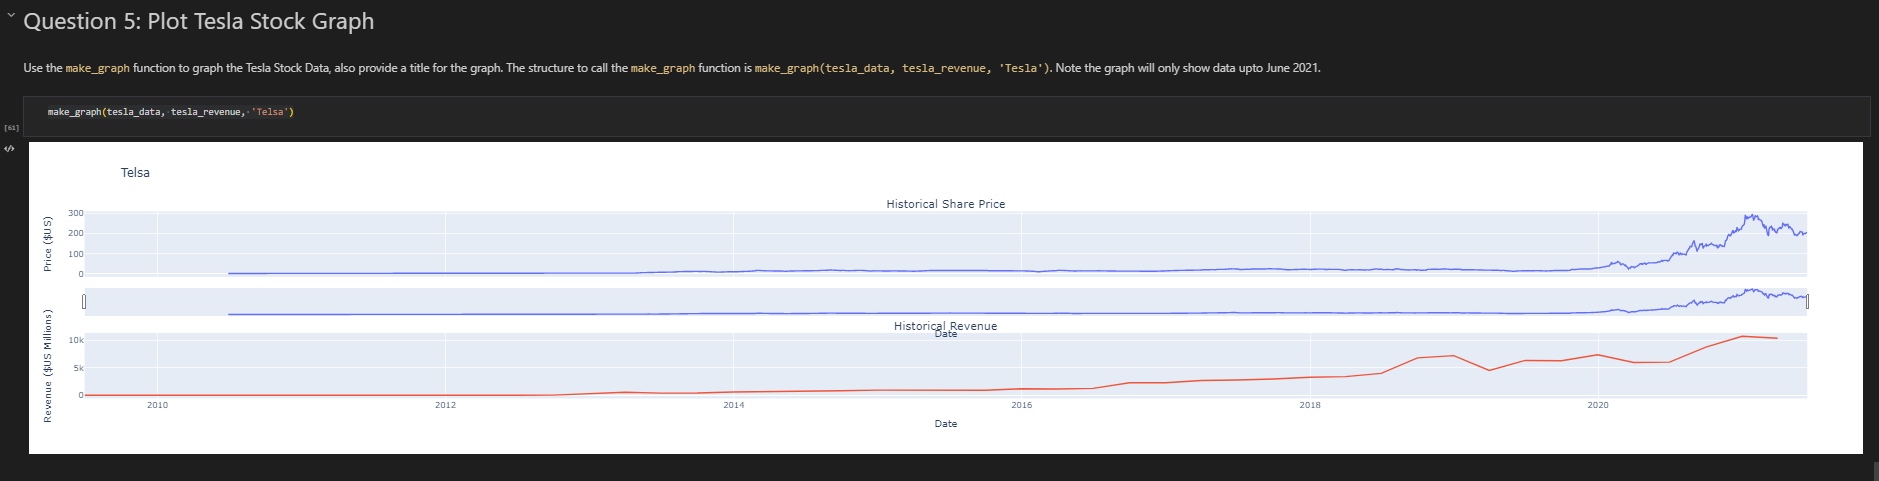 Question 5: Plot Tesla Stock Graph
Use the make_graph function to graph the Tesla Stock Data, also provide a title for the graph. The structure to call the make_graph function is make_graph(tesla_data, tesla_revenue, 'Tesla'). Note the graph will only show data upto June 2021.
make_graph(tesla_data, tesla_revenue, 'Telsa')
[61]
Telsa
Historical Share Price
Price ($US)
300
200
100
0
Historical Revenue
Date
Revenue ($US Millions)
10k
5k
0
2010 2012 2014 2016 2018 2020
Date